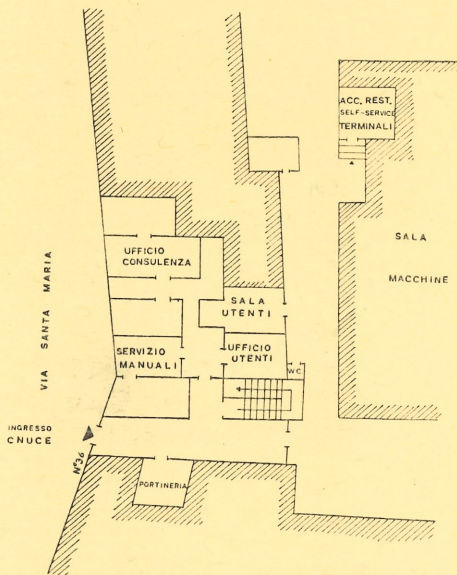 ACC. REST.
SELF-SERVICE
TERMINALI
SALA
MACCHINE
UFFICIO
CONSULENZA
VIA SANTA MARIA
SALA
UTENTI
SERVIZIO
MANUALI
UFFICIO
UTENTI
WC
INGRESSO
CNUCE
N°36
PORTINERIA